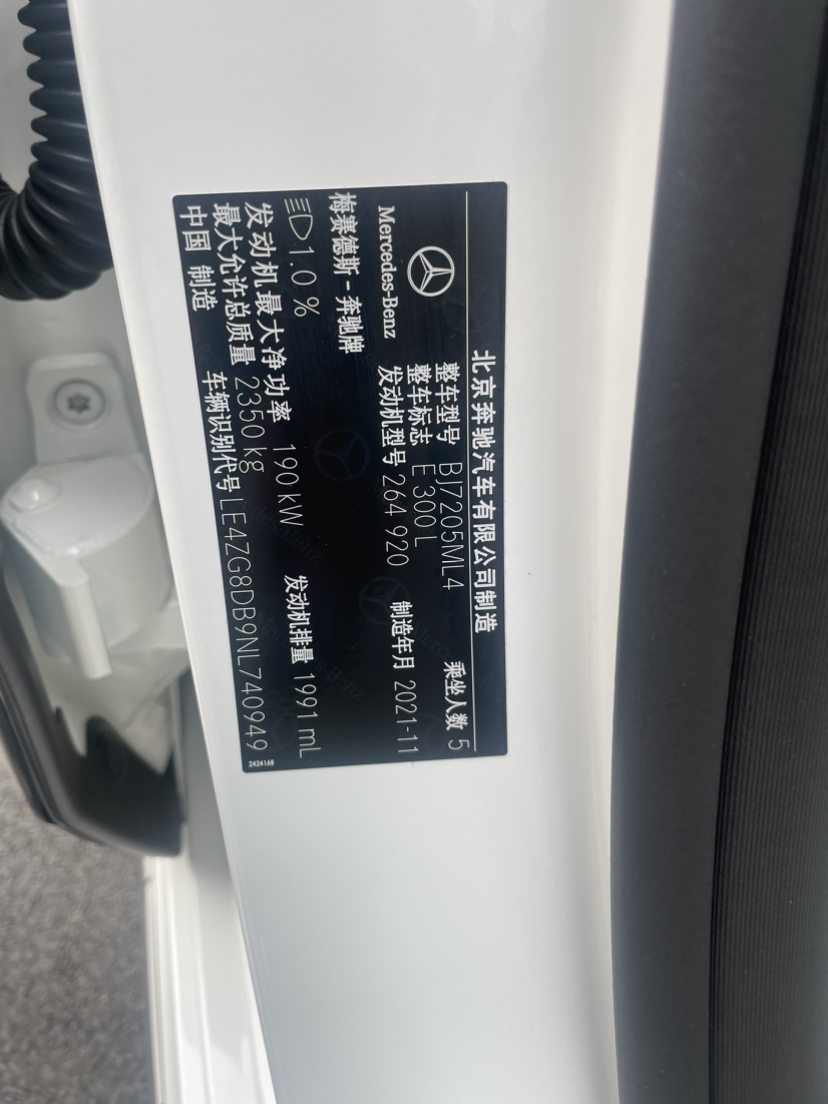 北京奔驰汽车有限公司制造
Mercedes-Benz
整车型号 BJ7205ML4 乘坐人数 5
整车标志 E 300 L
发动机型号 264 920 制造年月 2021-11
梅赛德斯-奔驰牌
1.0 %
发动机最大净功率 190 kW 发动机排量 1991 mL
最大允许总质量 2350 kg
中国 制造 车辆识别代号 LE4ZG8DB9NL740949
2424168